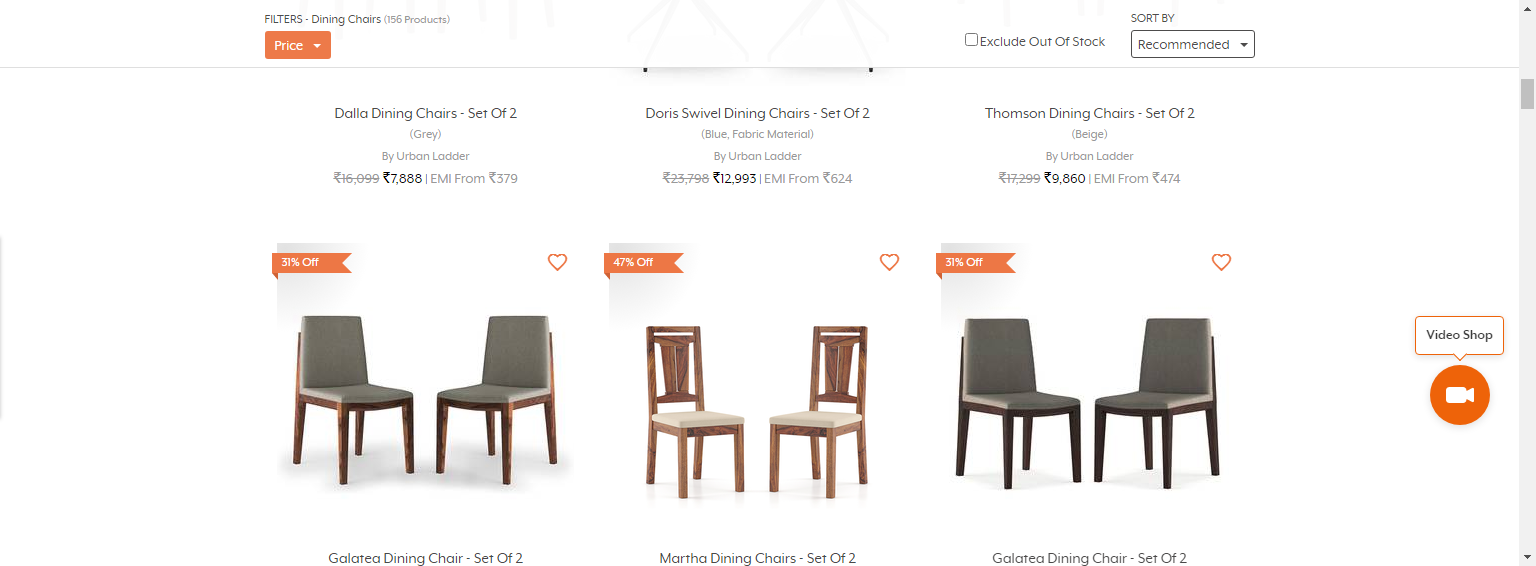 FILTERS - Dining Chairs (156 Products)
SORT BY
Price
Exclude Out Of Stock
Recommended
Dalla Dining Chairs - Set Of 2
(Grey)
By Urban Ladder
₹16,099 ₹7,888 | EMI From ₹379
Doris Swivel Dining Chairs - Set Of 2
(Blue, Fabric Material)
By Urban Ladder
₹23,798 ₹12,993 | EMI From ₹624
Thomson Dining Chairs - Set Of 2
(Beige)
By Urban Ladder
₹17,299 ₹9,860 | EMI From ₹474
31% Off
47% Off
31% Off
Video Shop
Galatea Dining Chair - Set Of 2
Martha Dining Chairs - Set Of 2
Galatea Dining Chair - Set Of 2